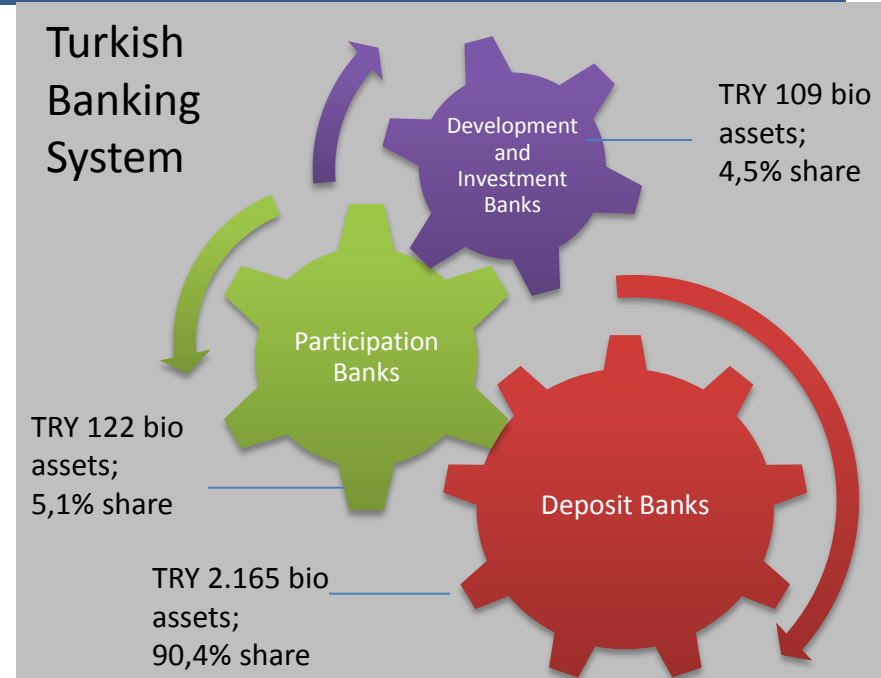 Turkish
Banking
System
Development
and
Investment
Banks
TRY 109 bio
assets;
4,5% share
Participation
Banks
TRY 122 bio
assets;
5,1% share
Deposit Banks
TRY 2.165 bio
assets;
90,4% share